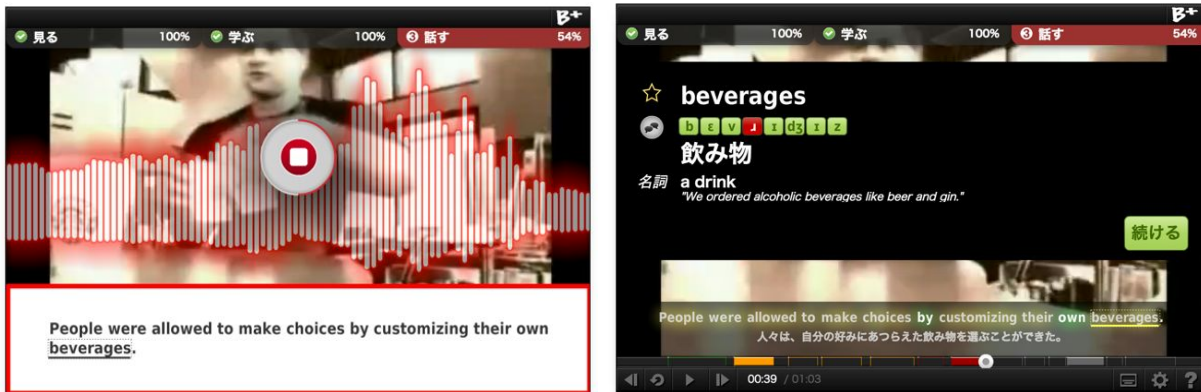 B+
見る 100% 学ぶ 100% 3 話す 54%
People were allowed to make choices by customizing their own
beverages.
B+
見る 100% 学ぶ 100% 3 話す 54%
beverages
b ɛ v ɹ ɪ dʒ ɪ z
飲み物
名詞 a drink
"We ordered alcoholic beverages like beer and gin."
続ける
People were allowed to make choices by customizing their own beverages.
人々は、自分の好みにあつらえた飲み物を選ぶことができた。
00:39 / 01:03 ?